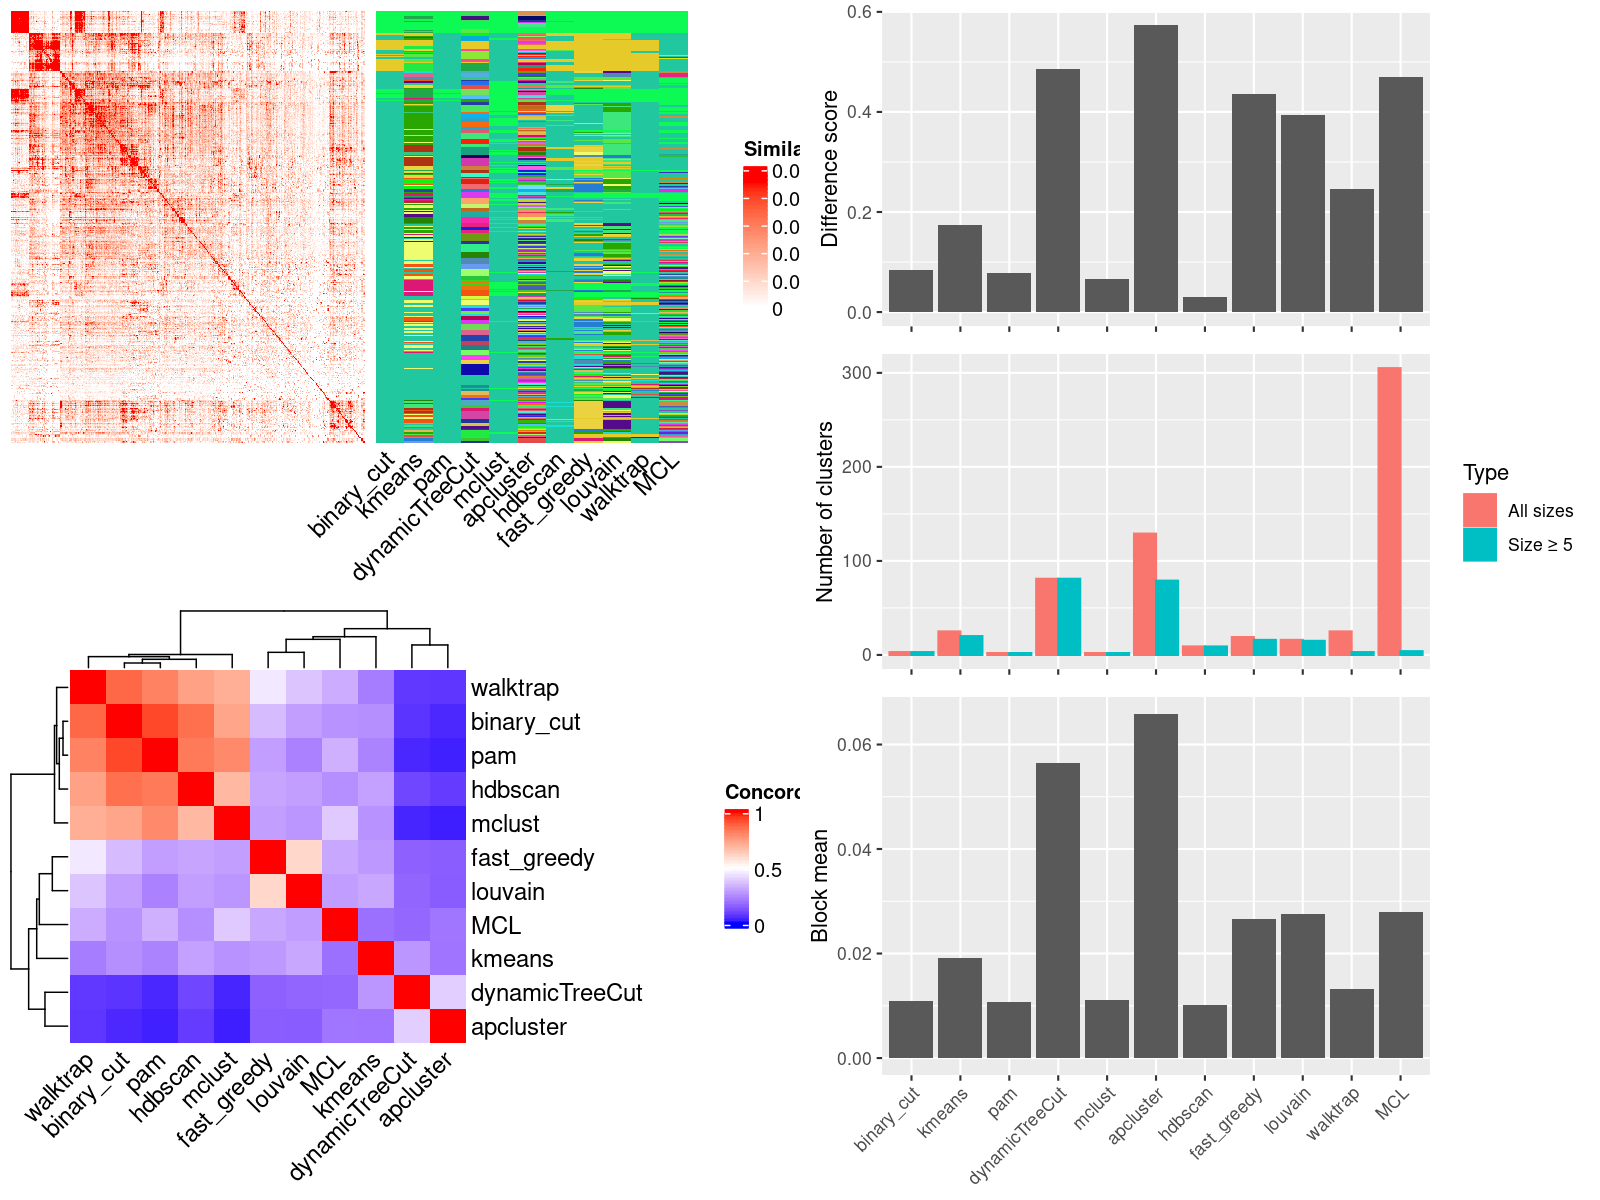 Simila
0.0
0.0
0.0
0.0
0.0
0
binary_cut
kmeans
pam
dynamicTreeCut
mclust
apcluster
hdbscan
fast_greedy
louvain
walktrap
MCL
walktrap
binary_cut
pam
hdbscan
mclust
fast_greedy
louvain
MCL
kmeans
dynamicTreeCut
apcluster
walktrap
binary_cut
pam
hdbscan
mclust
fast_greedy
louvain
MCL
kmeans
dynamicTreeCut
apcluster
Concord
1
0.5
0
Difference score
0.6
0.4
0.2
0.0
Number of clusters
300
200
100
0
Type
All sizes
Size ≥ 5
Block mean
0.06
0.04
0.02
0.00
binary_cut
kmeans
pam
dynamicTreeCut
mclust
apcluster
hdbscan
fast_greedy
louvain
walktrap
MCL